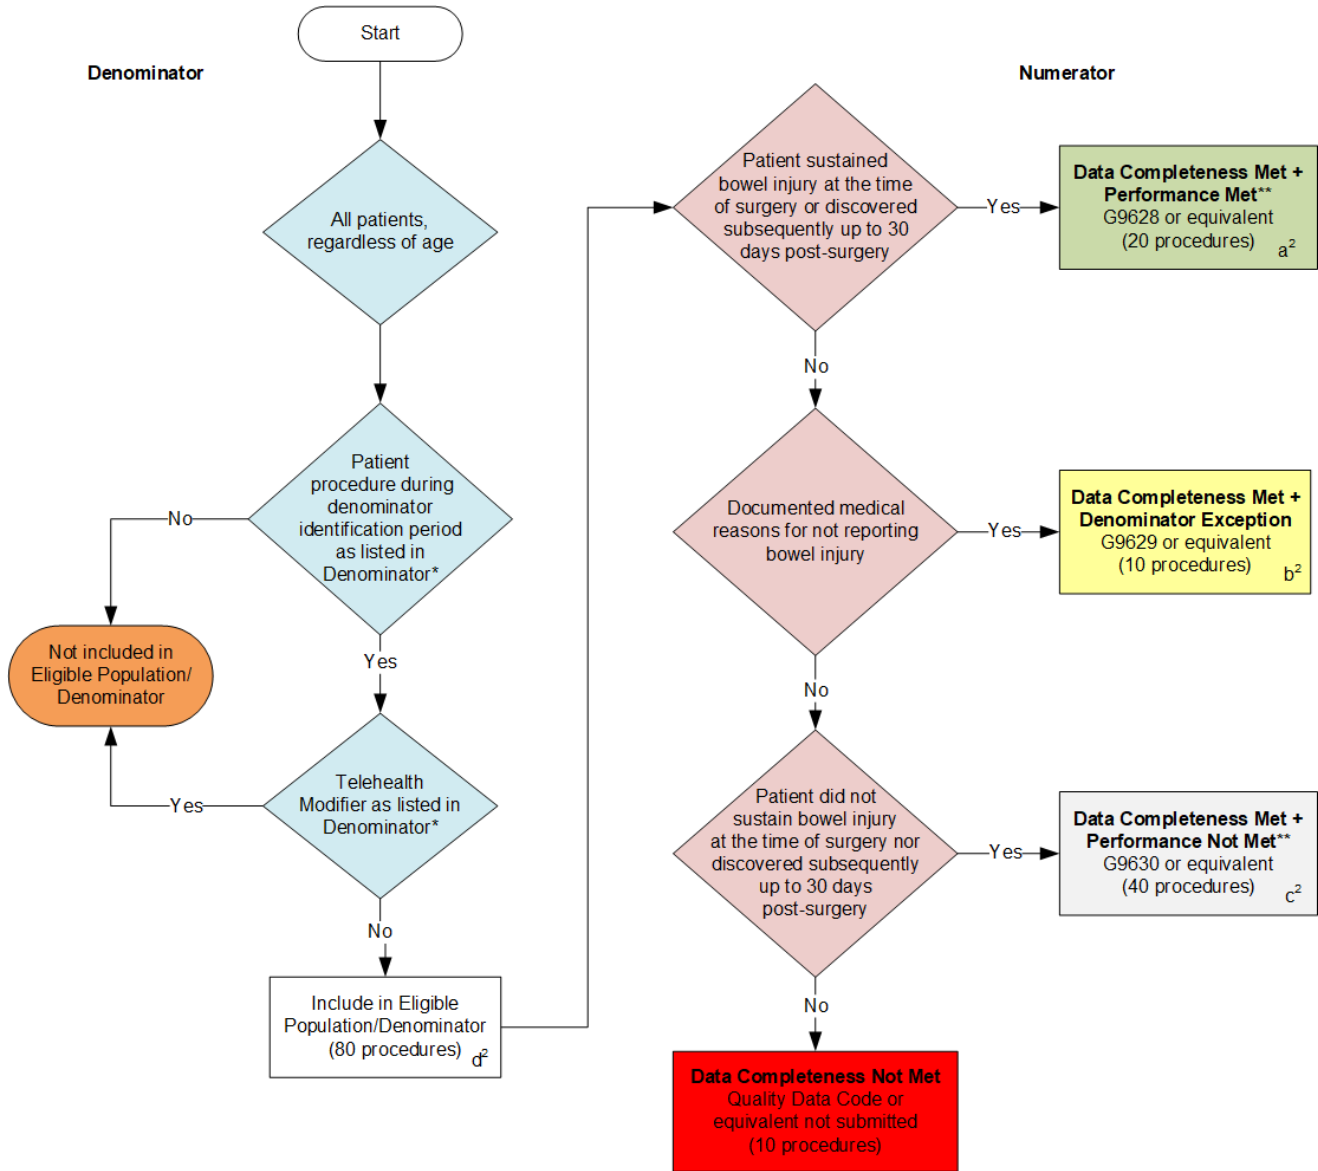 Start
Denominator
All patients,
regardless of age
Patient
procedure during
denominator
identification period
as listed in
Denominator*
No
Not included in
Eligible Population/
Denominator
Yes
Telehealth
Modifier as listed in
Denominator*
Yes
No
Include in Eligible
Population/Denominator
(80 procedures)
d²
Numerator
Patient sustained
bowel injury at the time
of surgery or discovered
subsequently up to 30
days post-surgery
Yes
Data Completeness Met +
Performance Met**
G9628 or equivalent
(20 procedures)
a²
No
Documented medical
reasons for not reporting
bowel injury
Yes
Data Completeness Met +
Denominator Exception
G9629 or equivalent
(10 procedures)
b²
No
Patient did not
sustain bowel injury
at the time of surgery nor
discovered subsequently
up to 30 days
post-surgery
Yes
Data Completeness Met +
Performance Not Met**
G9630 or equivalent
(40 procedures)
c²
No
Data Completeness Not Met
Quality Data Code or
equivalent not submitted
(10 procedures)